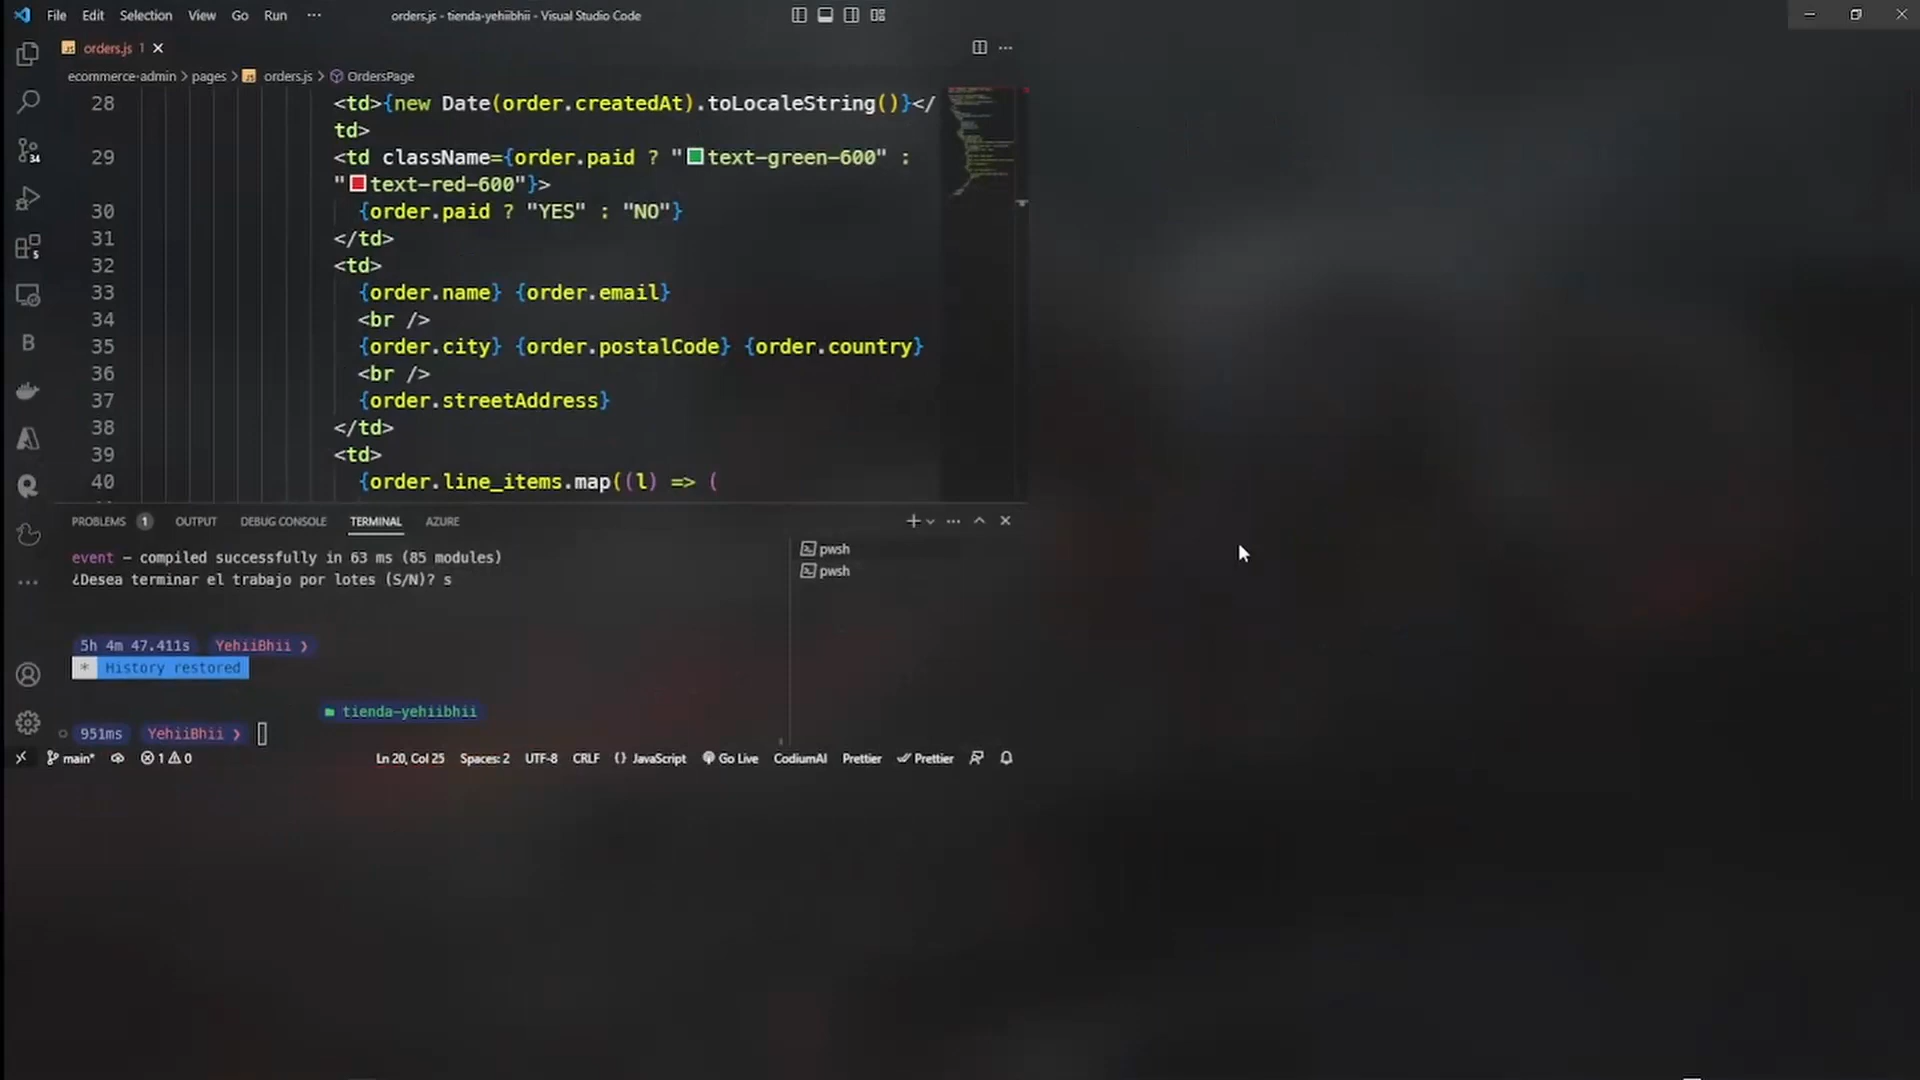 File Edit Selection View Go Run ··· orders.js - tienda-yehiibhii - Visual Studio Code
JS orders.js 1
ecommerce-admin > pages > JS orders.js > OrdersPage
28 <td>{new Date(order.createdAt).toLocaleString()}</
td>
29 <td className={order.paid ? "text-green-600" :
"text-red-600"}>
30 {order.paid ? "YES" : "NO"}
31 </td>
32 <td>
33 {order.name} {order.email}
34 <br />
35 {order.city} {order.postalCode} {order.country}
36 <br />
37 {order.streetAddress}
38 </td>
39 <td>
40 {order.line_items.map((l) => (
34
5
B
PROBLEMS 1 OUTPUT DEBUG CONSOLE TERMINAL AZURE
event – compiled successfully in 63 ms (85 modules)
¿Desea terminar el trabajo por lotes (S/N)? s
pwsh
pwsh
5h 4m 47.411s YehiiBhii ❯
* History restored
tienda-yehiibhii
951ms YehiiBhii ❯
main* 1 0 Ln 20, Col 25 Spaces: 2 UTF-8 CRLF {} JavaScript Go Live CodiumAI Prettier Prettier